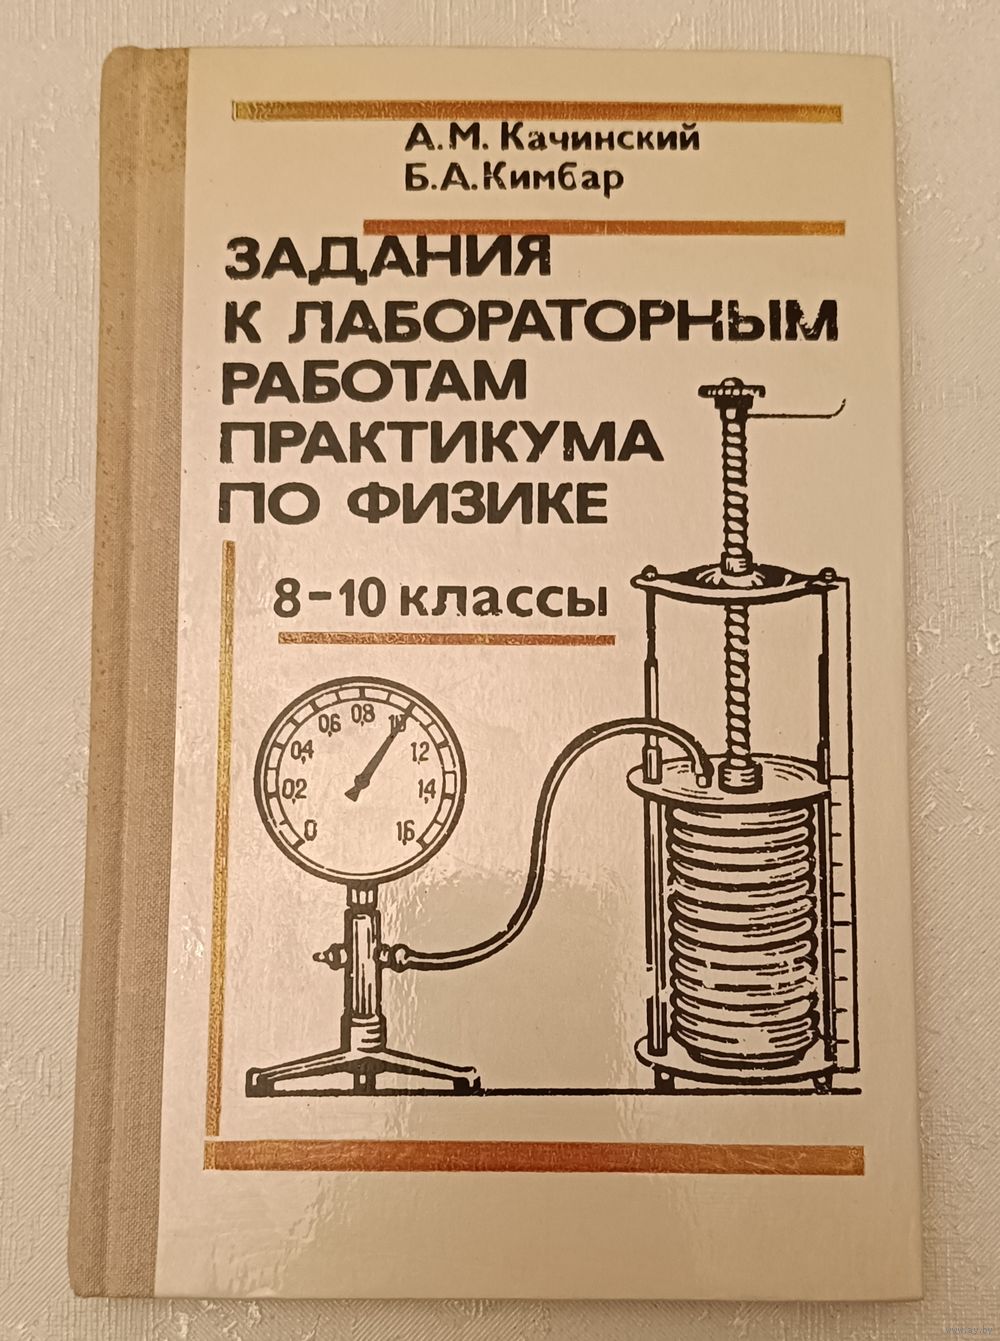 А.М. Качинский
Б.А. Кимбар
ЗАДАНИЯ
К ЛАБОРАТОРНЫМ
РАБОТАМ
ПРАКТИКУМА
ПО ФИЗИКЕ
8-10 классы
0
0,2
0,4
0,6
0,8
1,0
1,2
1,4
1,6